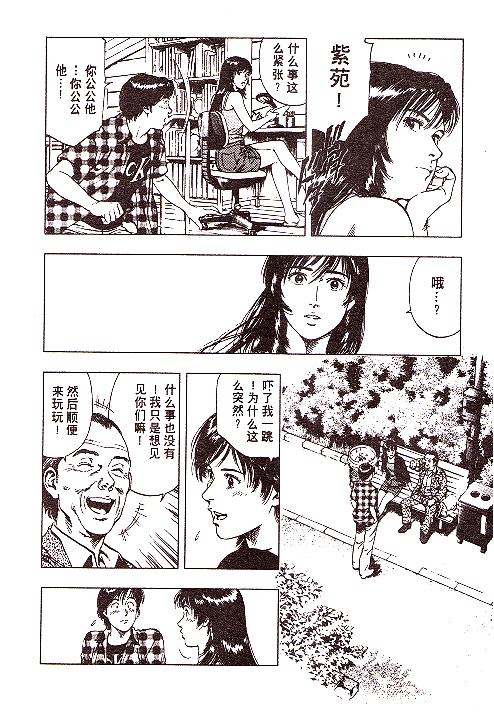 紫苑！
什么事这
么紧张？
你公公他
…你公公
他…！
哦
…？
吓了我一跳
！为什么这
么突然？
什么事也没有
！我只是想见
见你们嘛！
然后顺便
来玩玩！